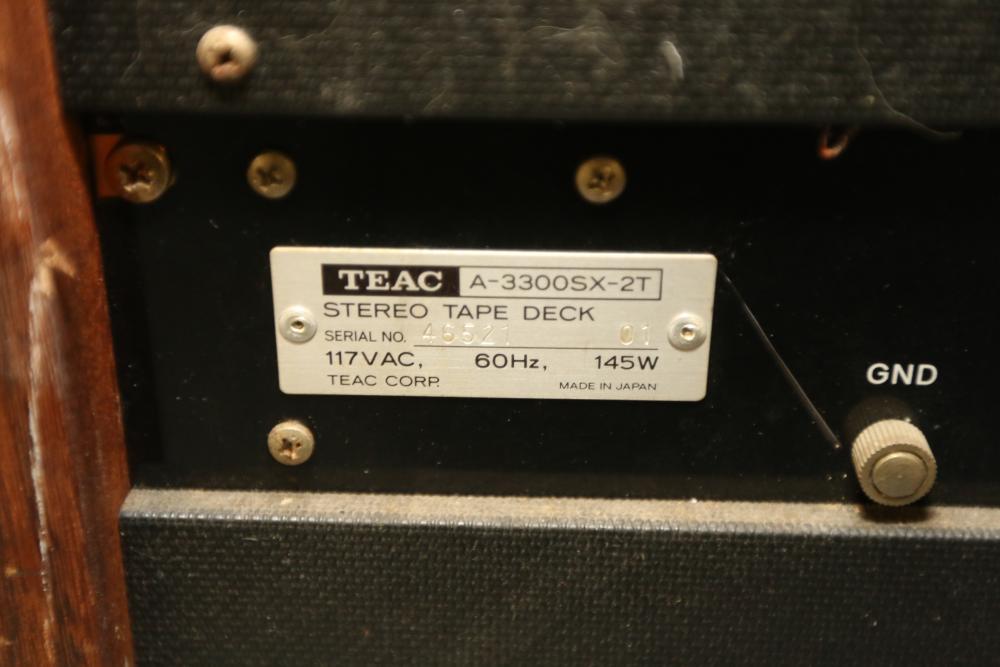 TEAC A-3300SX-2T
STEREO TAPE DECK
SERIAL NO. 46521 01
117VAC, 60Hz, 145W
TEAC CORP. MADE IN JAPAN
GND